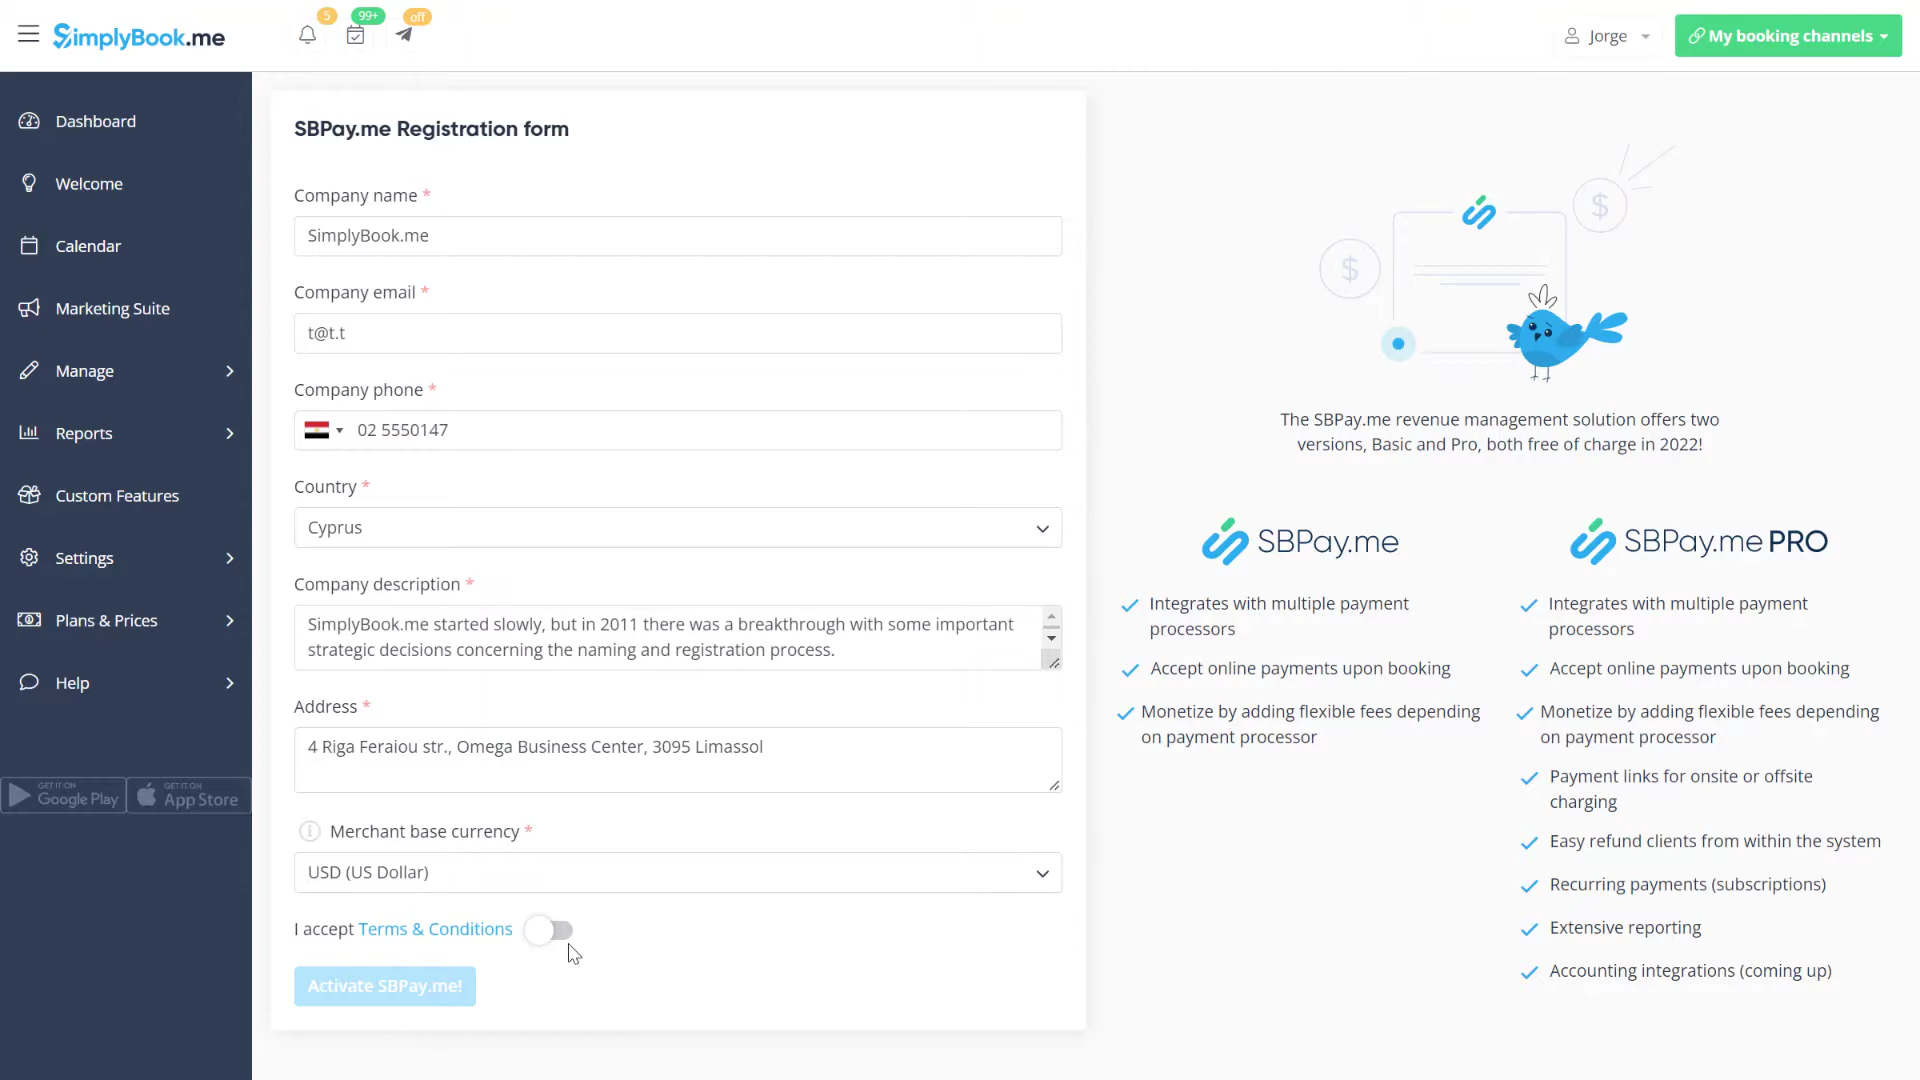 SimplyBook.me
5
99+
off
Jorge
My booking channels
Dashboard
Welcome
Calendar
Marketing Suite
Manage
Reports
Custom Features
Settings
Plans & Prices
Help
GET IT ON
Google Play
GET IT ON
App Store
SBPay.me Registration form
Company name *
SimplyBook.me
Company email *
t@t.t
Company phone *
02 5550147
Country *
Cyprus
Company description *
SimplyBook.me started slowly, but in 2011 there was a breakthrough with some important
strategic decisions concerning the naming and registration process.
Address *
4 Riga Feraiou str., Omega Business Center, 3095 Limassol
Merchant base currency *
USD (US Dollar)
I accept Terms & Conditions
Activate SBPay.me!
$
$
The SBPay.me revenue management solution offers two
versions, Basic and Pro, both free of charge in 2022!
SBPay.me
Integrates with multiple payment
processors
Accept online payments upon booking
Monetize by adding flexible fees depending
on payment processor
SBPay.me PRO
Integrates with multiple payment
processors
Accept online payments upon booking
Monetize by adding flexible fees depending
on payment processor
Payment links for onsite or offsite
charging
Easy refund clients from within the system
Recurring payments (subscriptions)
Extensive reporting
Accounting integrations (coming up)